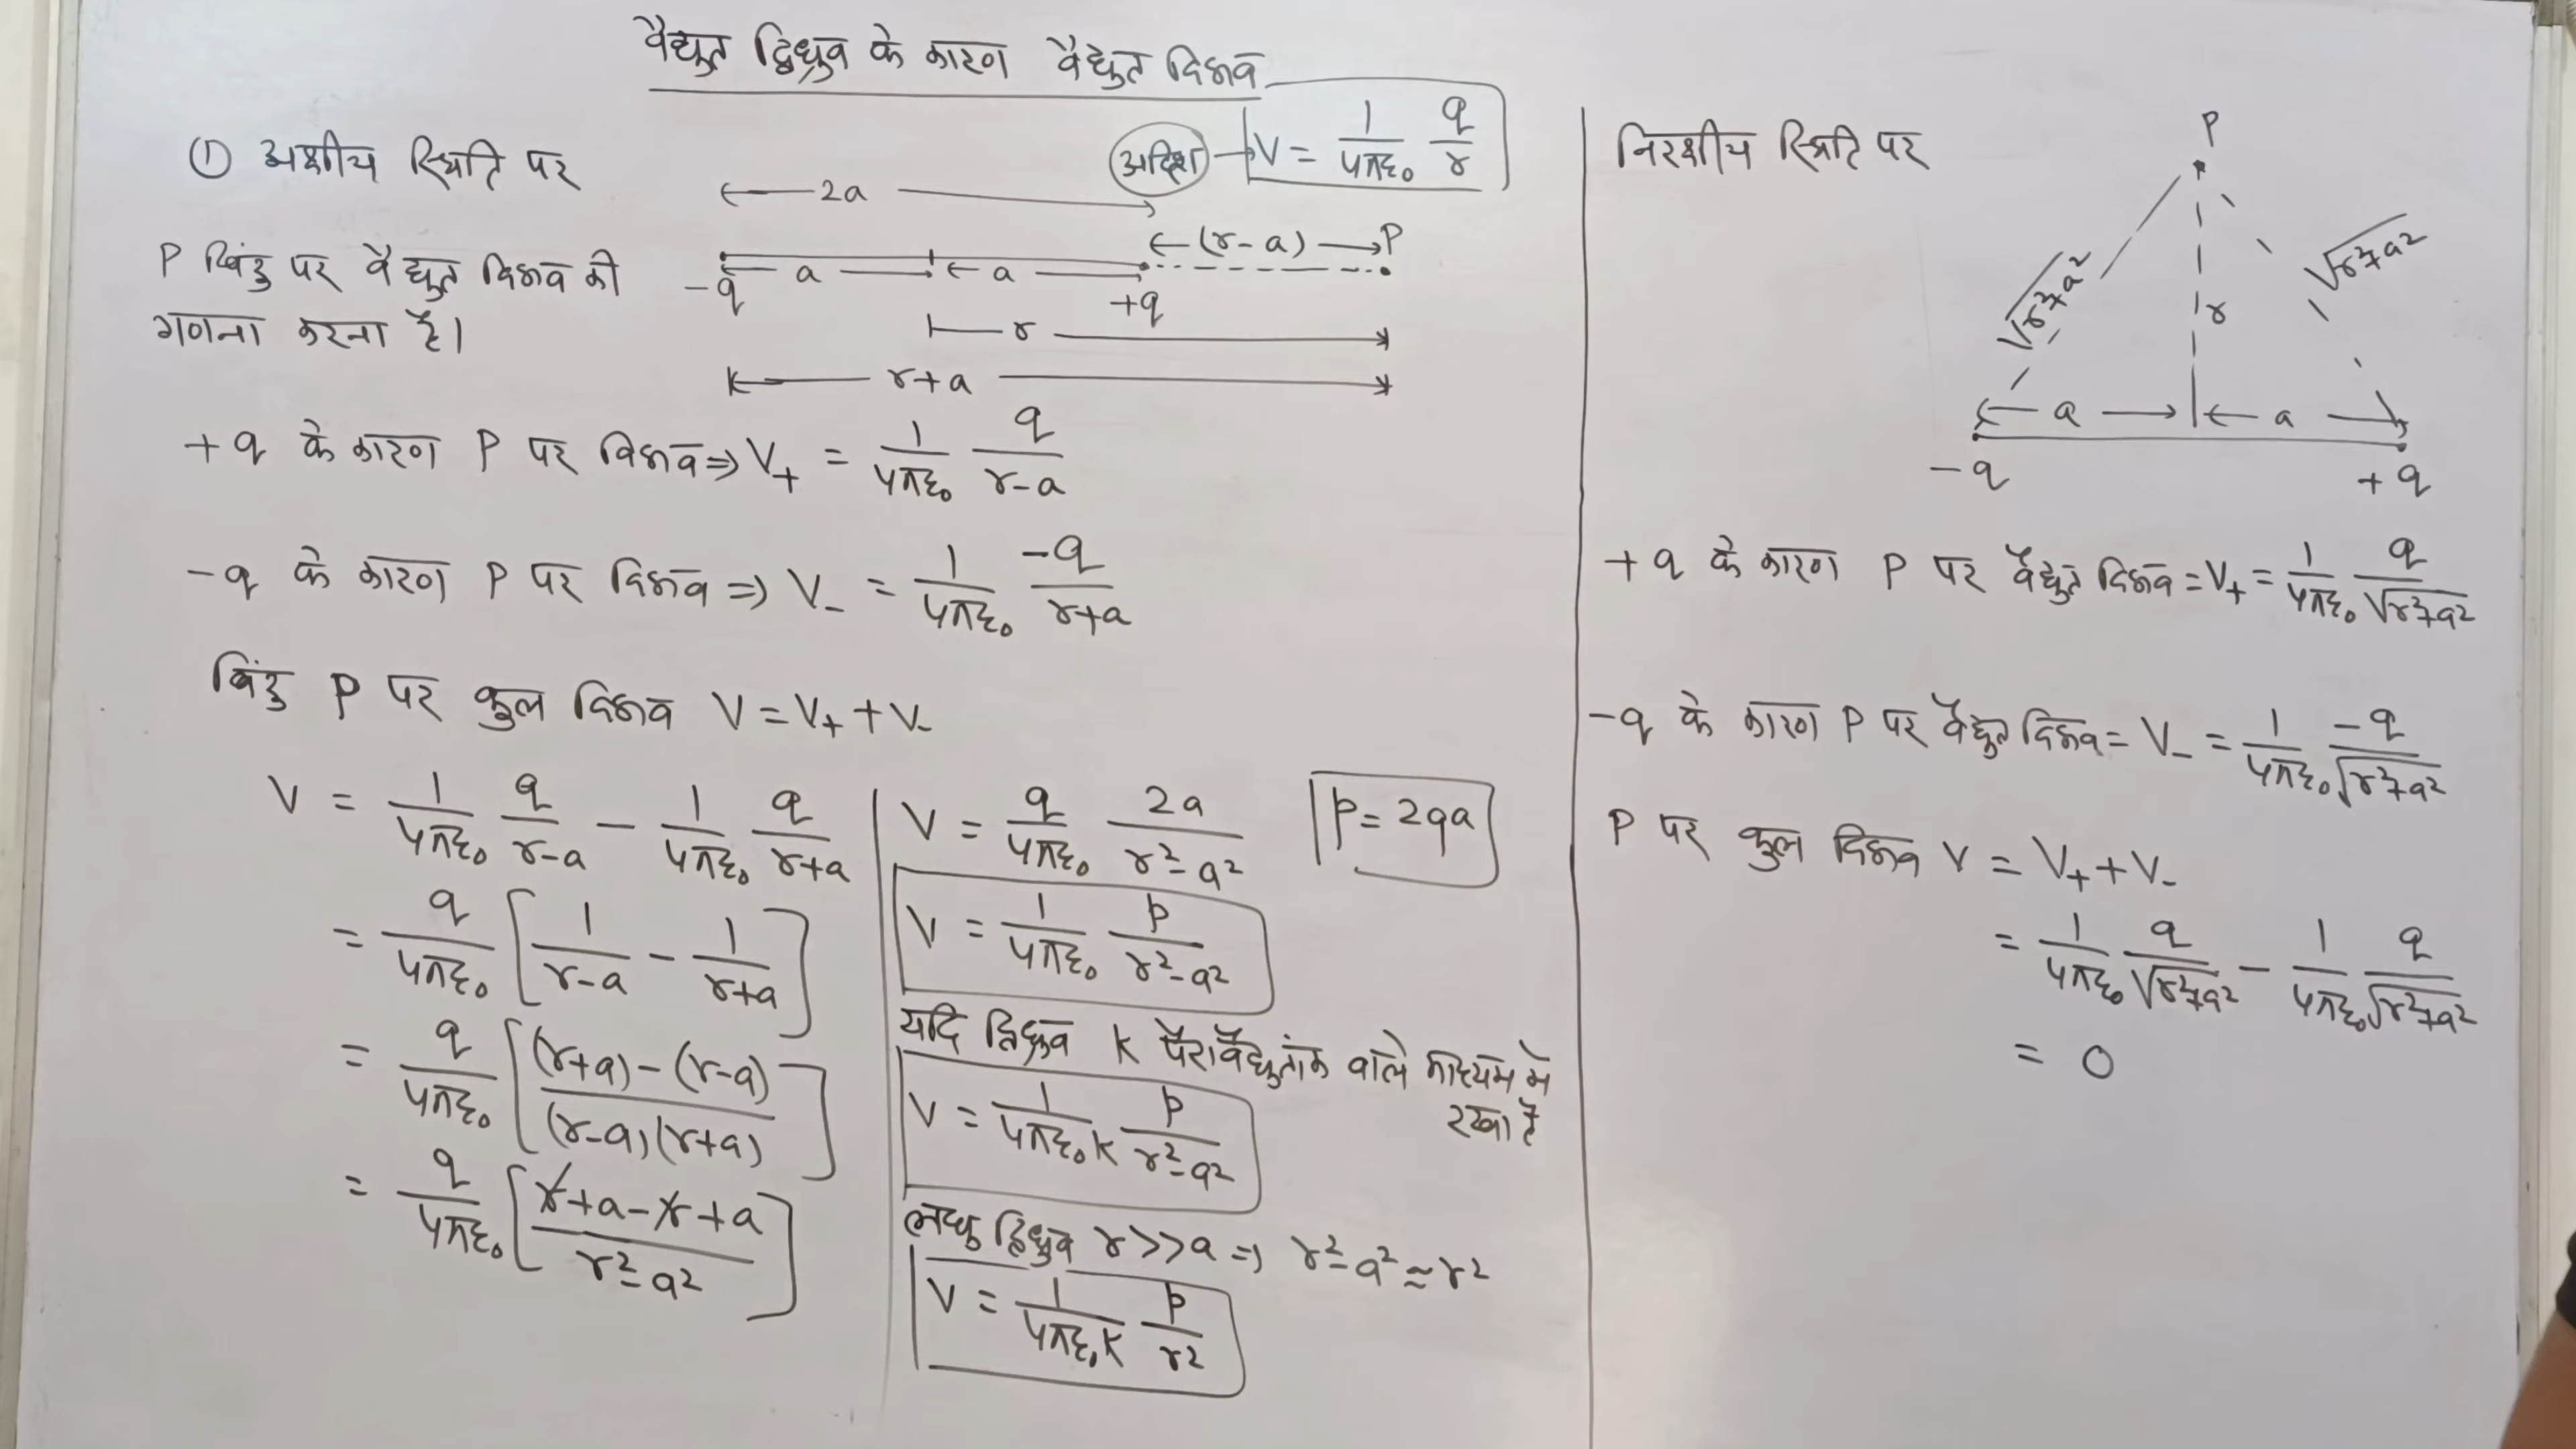 वैद्युत द्विध्रुव के कारण वैद्युत विभव
① अक्षीय स्थिति पर
अदिश → V = 1/4πε₀ q/r
2a
P बिंदु पर वैद्युत विभव की
गणना करना है।
(r-a) P
a a
-q +q
r
r+a
+q के कारण P पर विभव ⇒ V₊ = 1/4πε₀ q/r-a
-q के कारण P पर विभव ⇒ V₋ = 1/4πε₀ -q/r+a
बिंदु P पर कुल विभव V = V₊ + V₋
V = 1/4πε₀ q/r-a - 1/4πε₀ q/r+a
= q/4πε₀ [1/r-a - 1/r+a]
= q/4πε₀ [(r+a)-(r-a)/(r-a)(r+a)]
= q/4πε₀ [r+a-r+a/r²-a²]
V = q/4πε₀ 2a/r²-a²
p = 2qa
V = 1/4πε₀ p/r²-a²
यदि द्विध्रुव K परावैद्युतांक वाले माध्यम में
रखा है
V = 1/4πε₀K p/r²-a²
लघु द्विध्रुव r>>a ⇒ r²-a² ≈ r²
V = 1/4πε₀K p/r²
निरक्षीय स्थिति पर
P
√r²+a² √r²+a²
r
a a
-q +q
+q के कारण P पर वैद्युत विभव = V₊ = 1/4πε₀ q/√r²+a²
-q के कारण P पर वैद्युत विभव = V₋ = 1/4πε₀ -q/√r²+a²
P पर कुल विभव V = V₊ + V₋
= 1/4πε₀ q/√r²+a² - 1/4πε₀ q/√r²+a²
= 0